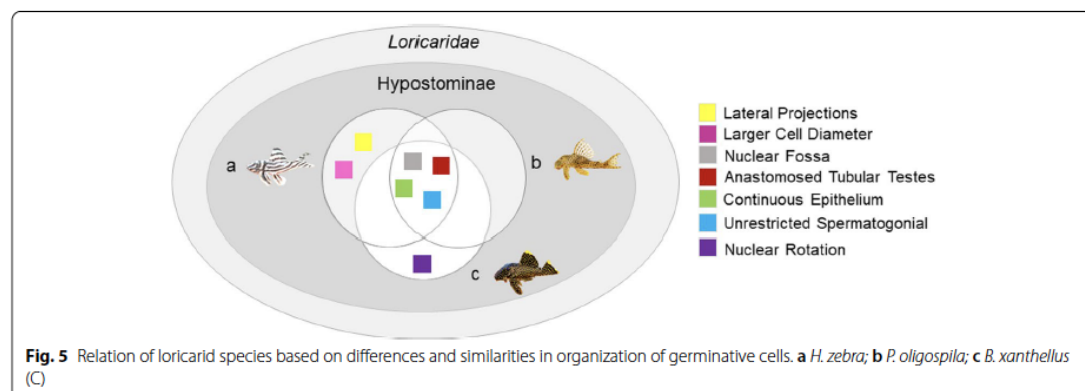 Loricaridae
Hypostominae
a
b
c
Lateral Projections
Larger Cell Diameter
Nuclear Fossa
Anastomosed Tubular Testes
Continuous Epithelium
Unrestricted Spermatogonial
Nuclear Rotation
Fig. 5 Relation of loricarid species based on differences and similarities in organization of germinative cells. a H. zebra; b P. oligospila; c B. xanthellus
(C)